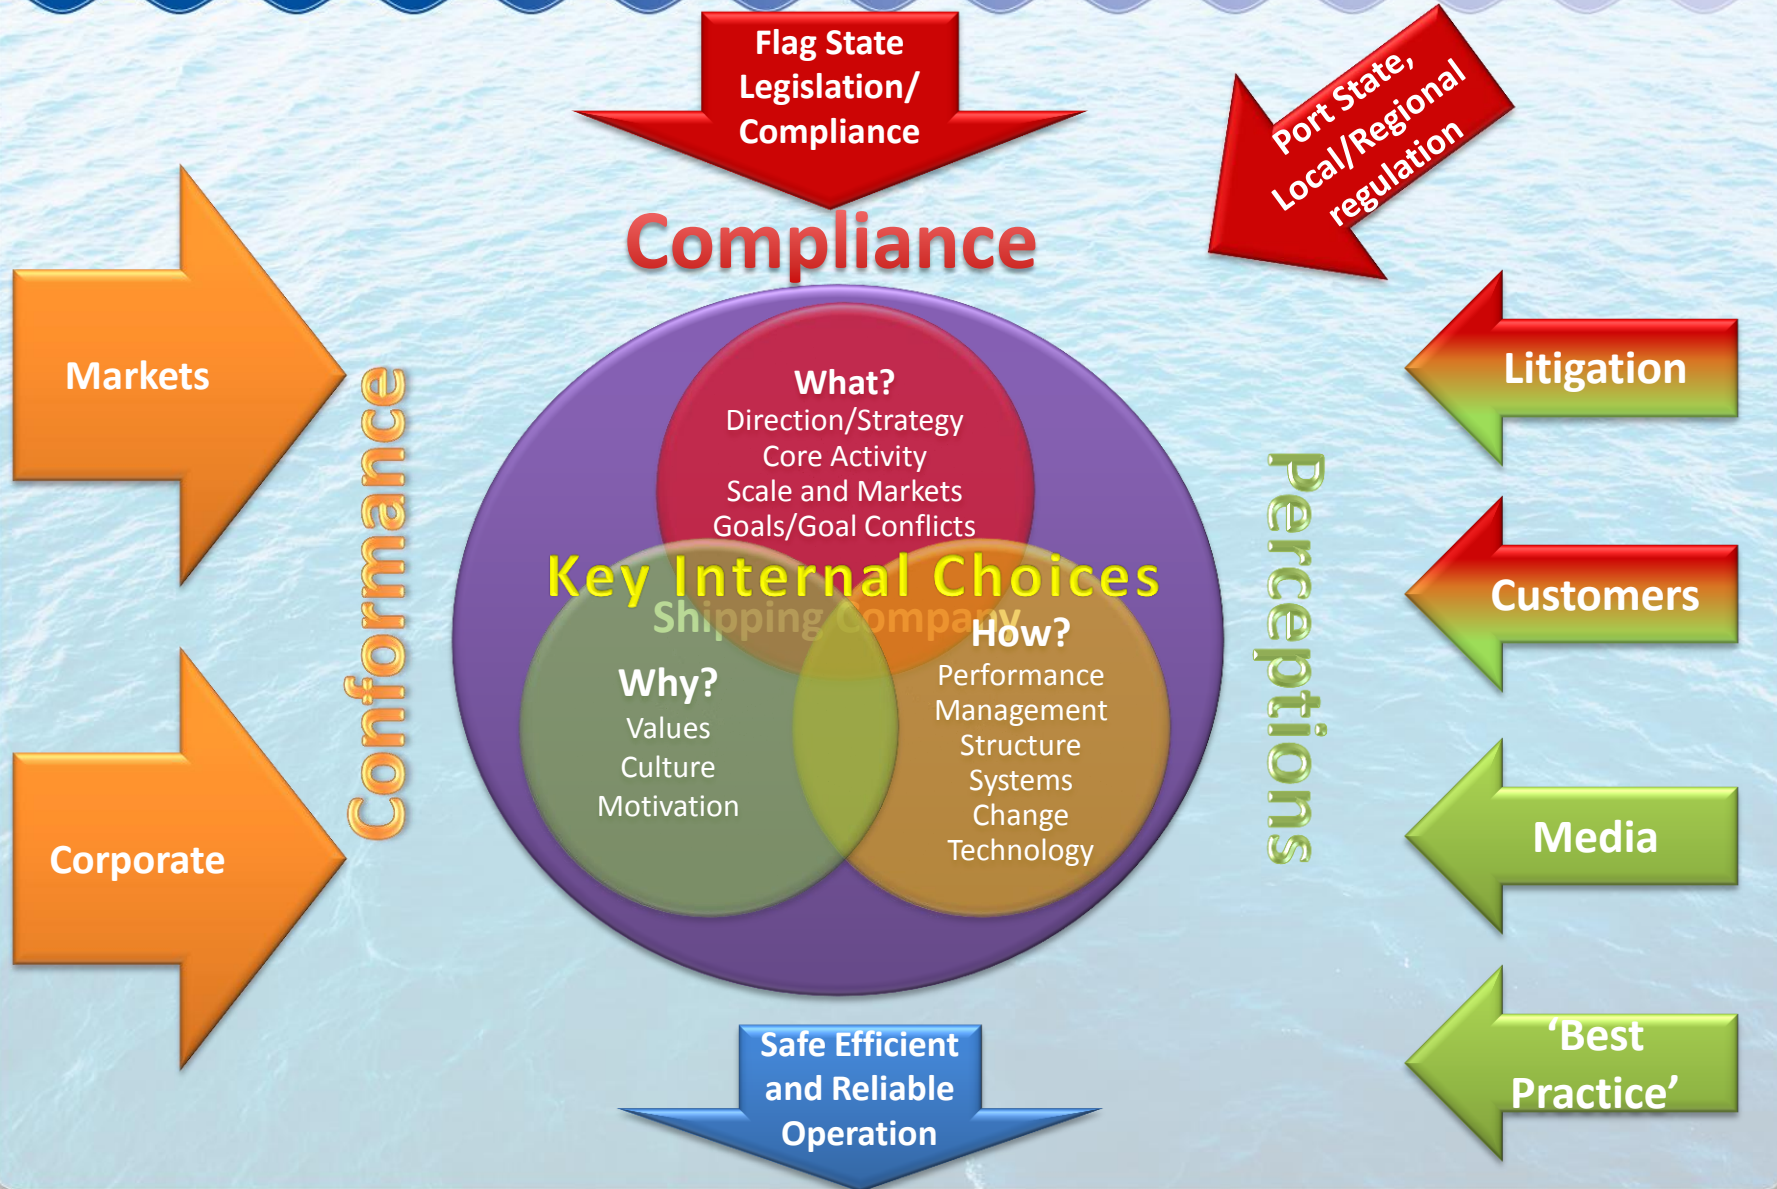 Flag State
Legislation/
Compliance
Port State,
Local/Regional
regulation
Compliance
Markets
Conformance
Corporate
What?
Direction/Strategy
Core Activity
Scale and Markets
Goals/Goal Conflicts
Key Internal Choices
Shipping Company
Why?
Values
Culture
Motivation
How?
Performance
Management
Structure
Systems
Change
Technology
Perceptions
Litigation
Customers
Media
‘Best
Practice’
Safe Efficient
and Reliable
Operation